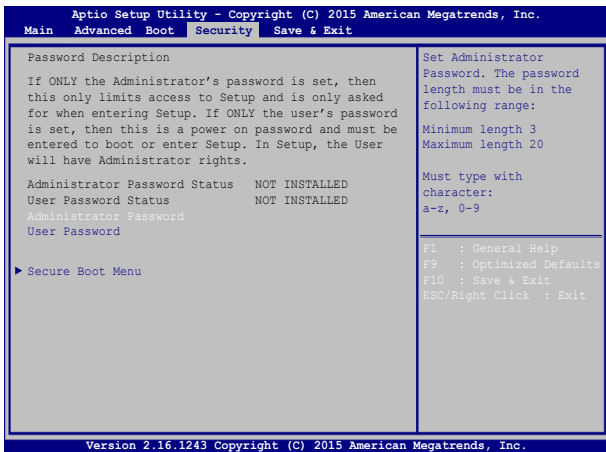 Aptio Setup Utility - Copyright (C) 2015 American Megatrends, Inc.
Main Advanced Boot Security Save & Exit
Password Description
If ONLY the Administrator's password is set, then
this only limits access to Setup and is only asked
for when entering Setup. If ONLY the user's password
is set, then this is a power on password and must be
entered to boot or enter Setup. In Setup, the User
will have Administrator rights.
Administrator Password Status NOT INSTALLED
User Password Status NOT INSTALLED
Administrator Password
User Password
Secure Boot Menu
Set Administrator
Password. The password
length must be in the
following range:
Minimum length 3
Maximum length 20
Must type with
character:
a-z, 0-9
F1 : General Help
F9 : Optimized Defaults
F10 : Save & Exit
ESC/Right Click : Exit
Version 2.16.1243 Copyright (C) 2015 American Megatrends, Inc.